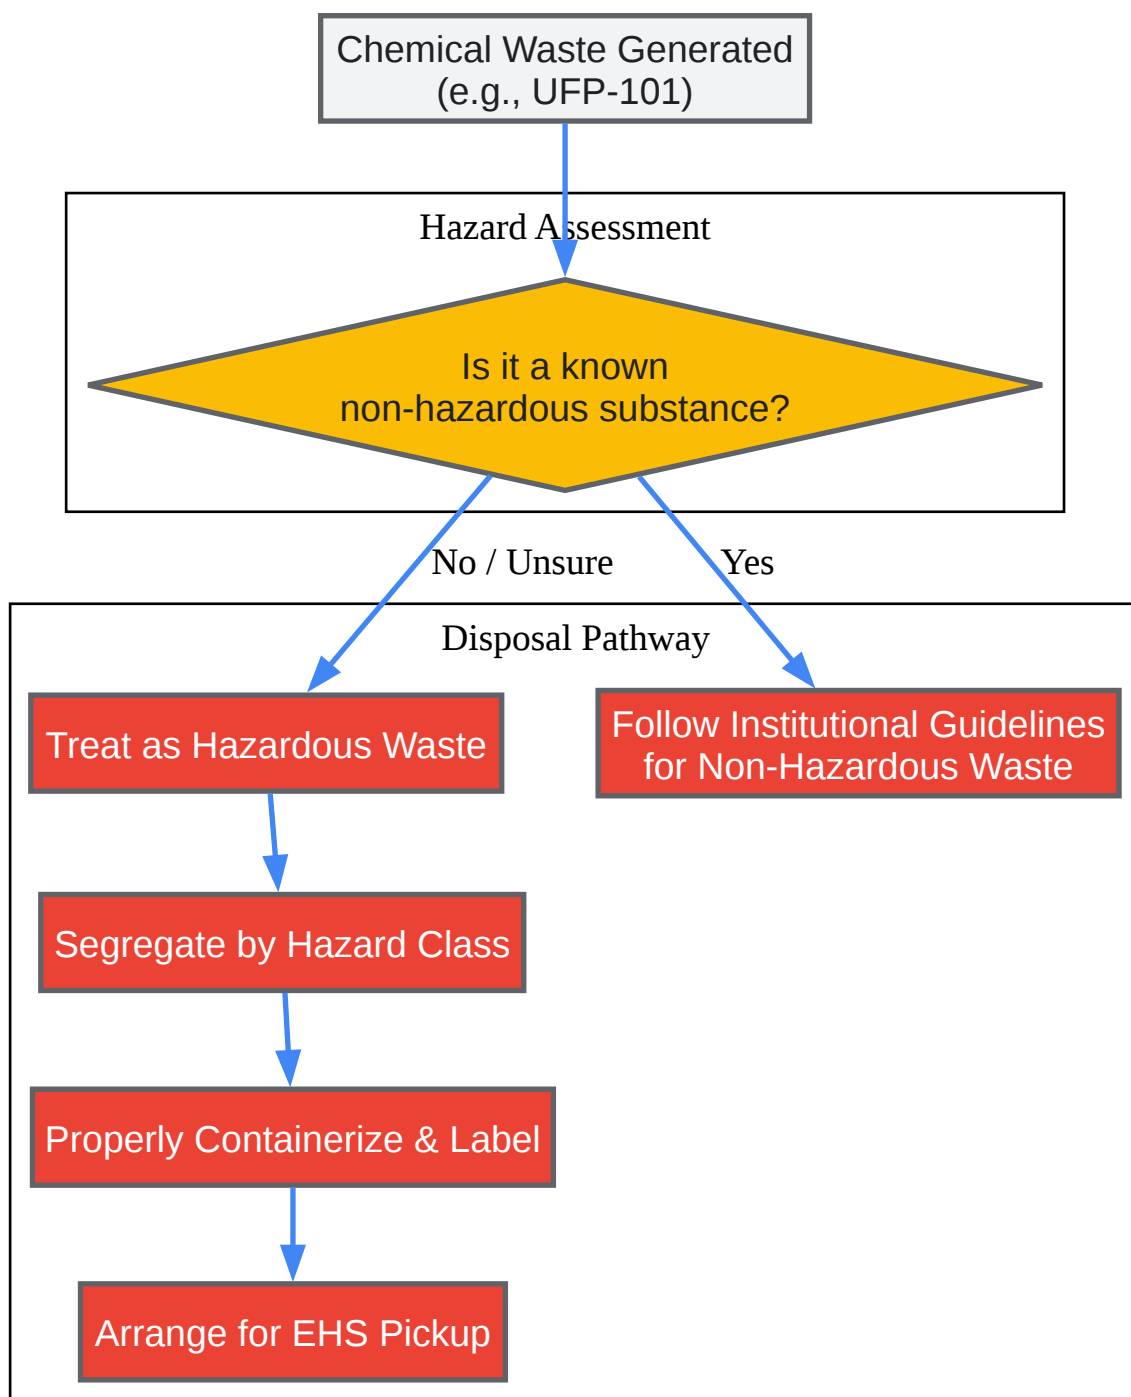 Chemical Waste Generated
(e.g., UFP-101)
Hazard Assessment
Is it a known
non-hazardous substance?
No / Unsure
Yes
Disposal Pathway
Treat as Hazardous Waste
Follow Institutional Guidelines
for Non-Hazardous Waste
Segregate by Hazard Class
Properly Containerize & Label
Arrange for EHS Pickup